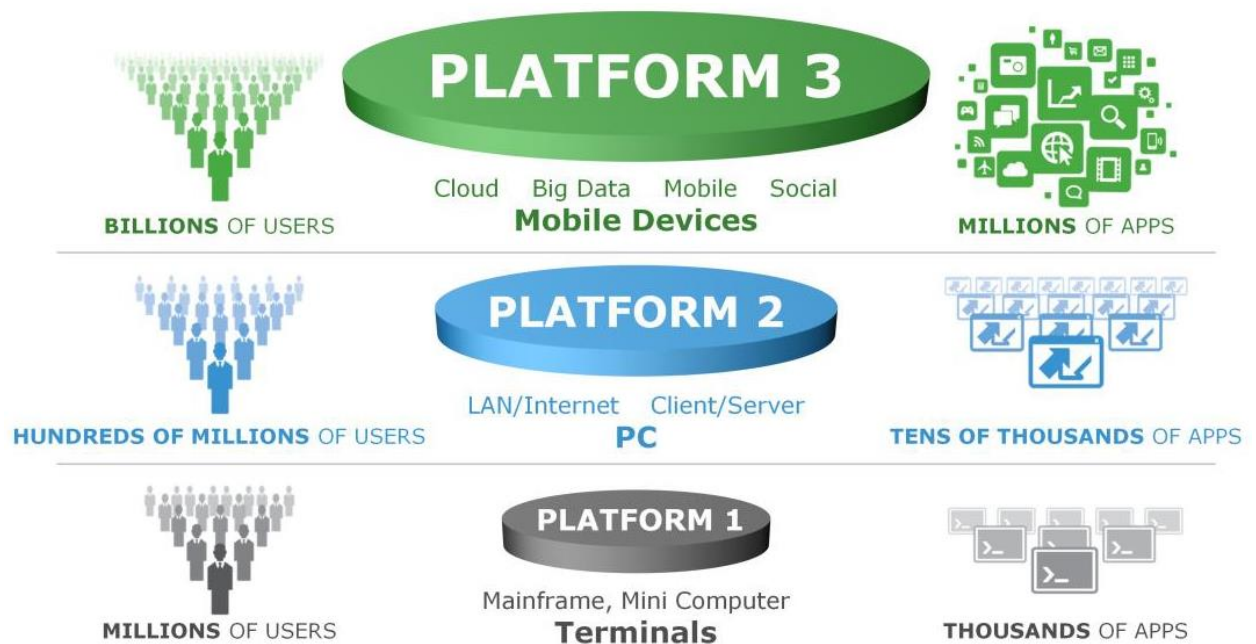 PLATFORM 3
Cloud Big Data Mobile Social
Mobile Devices
BILLIONS OF USERS
MILLIONS OF APPS
PLATFORM 2
LAN/Internet Client/Server
PC
HUNDREDS OF MILLIONS OF USERS
TENS OF THOUSANDS OF APPS
PLATFORM 1
Mainframe, Mini Computer
Terminals
MILLIONS OF USERS
THOUSANDS OF APPS